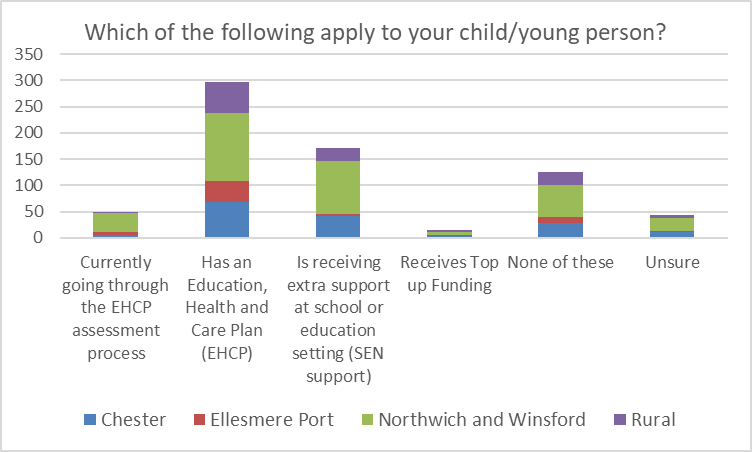 Which of the following apply to your child/young person?
350
300
250
200
150
100
50
0
Currently
going through
the EHCP
assessment
process
Has an
Education,
Health and
Care Plan
(EHCP)
Is receiving
extra support
at school or
education
setting (SEN
support)
Receives Top
up Funding
None of these
Unsure
Chester
Ellesmere Port
Northwich and Winsford
Rural